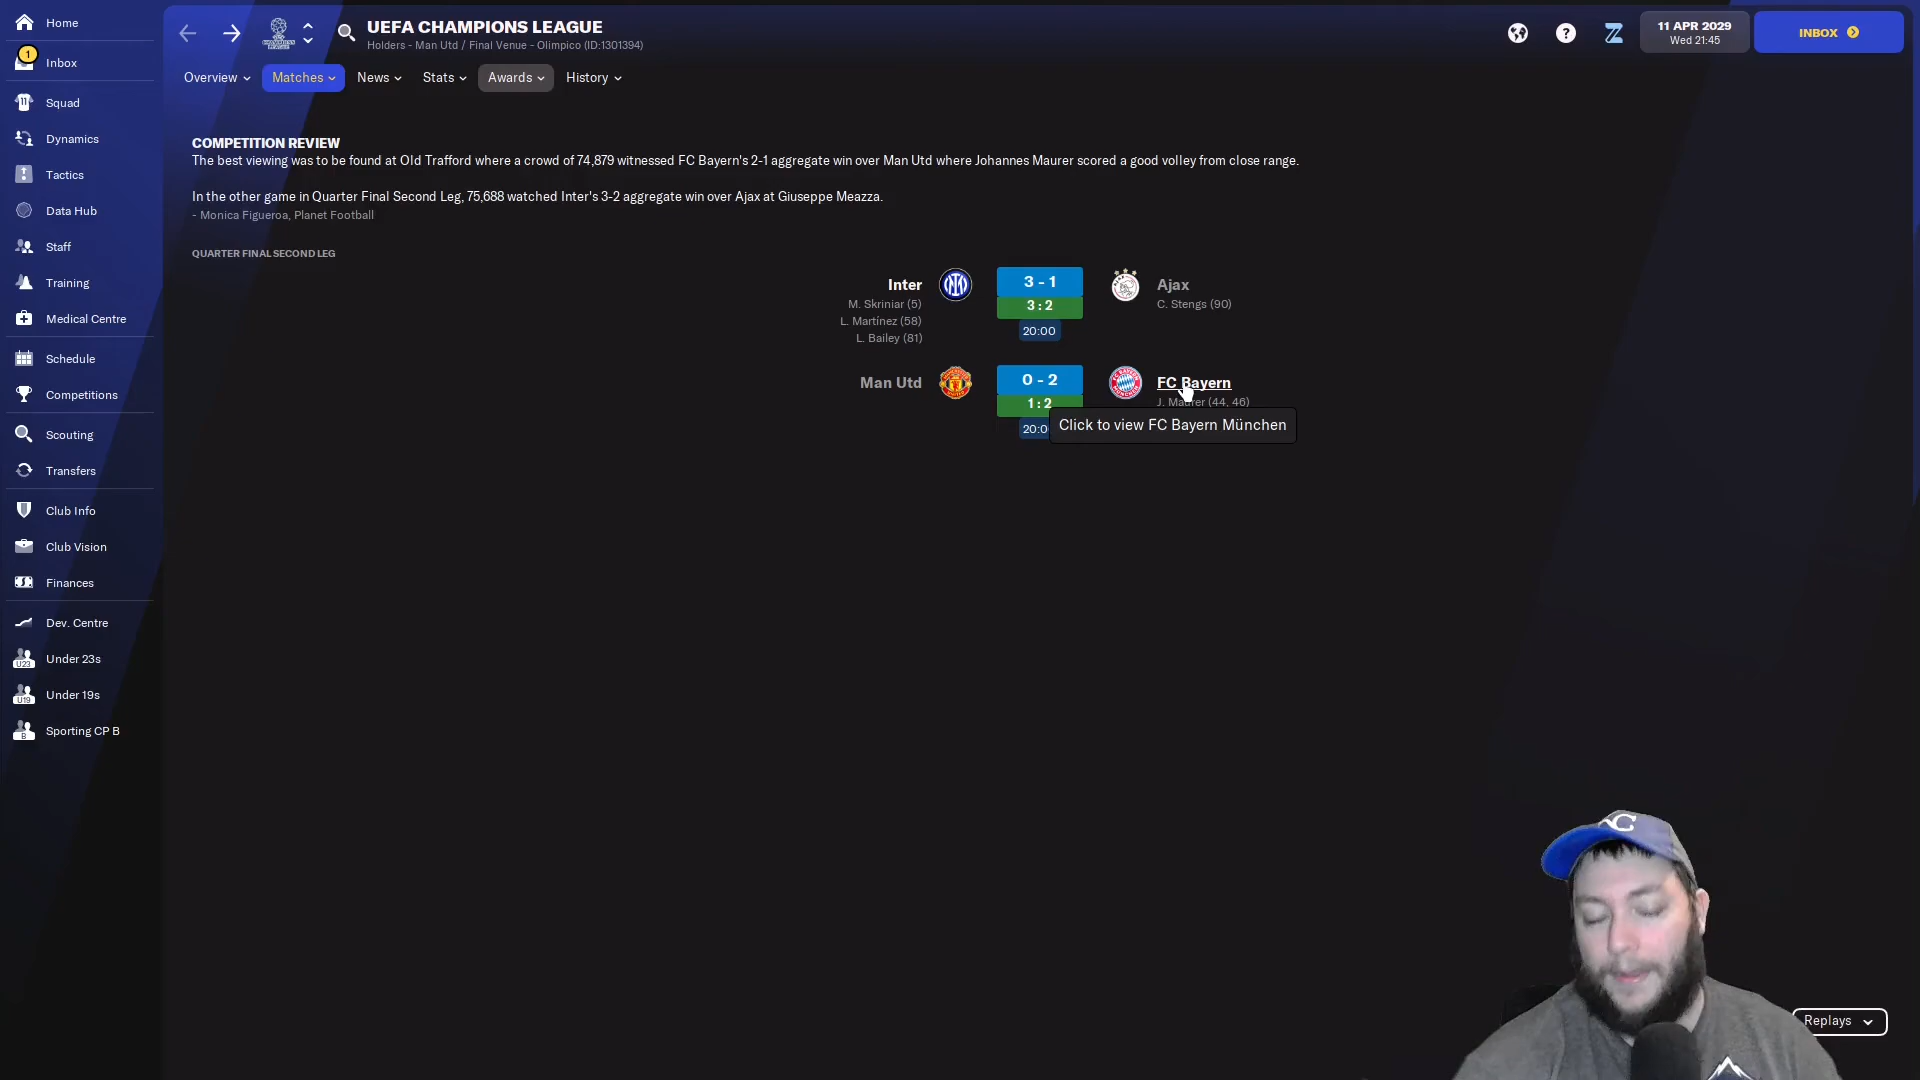 Home
1
Inbox
Squad
Dynamics
Tactics
Data Hub
Staff
Training
Medical Centre
Schedule
Competitions
Scouting
Transfers
Club Info
Club Vision
Finances
Dev. Centre
U23
Under 23s
U19
Under 19s
B
Sporting CP B
UEFA CHAMPIONS LEAGUE
Holders - Man Utd / Final Venue - Olimpico (ID:1301394)
11 APR 2029
Wed 21:45
INBOX
Overview
Matches
News
Stats
Awards
History
COMPETITION REVIEW
The best viewing was to be found at Old Trafford where a crowd of 74,879 witnessed FC Bayern's 2-1 aggregate win over Man Utd where Johannes Maurer scored a good volley from close range.
In the other game in Quarter Final Second Leg, 75,688 watched Inter's 3-2 aggregate win over Ajax at Giuseppe Meazza.
- Monica Figueroa, Planet Football
QUARTER FINAL SECOND LEG
Inter 3 - 1 Ajax
M. Skriniar (5) 3 : 2 C. Stengs (90)
L. Martínez (58)
L. Bailey (81) 20:00
Man Utd 0 - 2 FC Bayern
1 : 2 J. Maurer (44, 46)
20:0
Click to view FC Bayern München
Replays